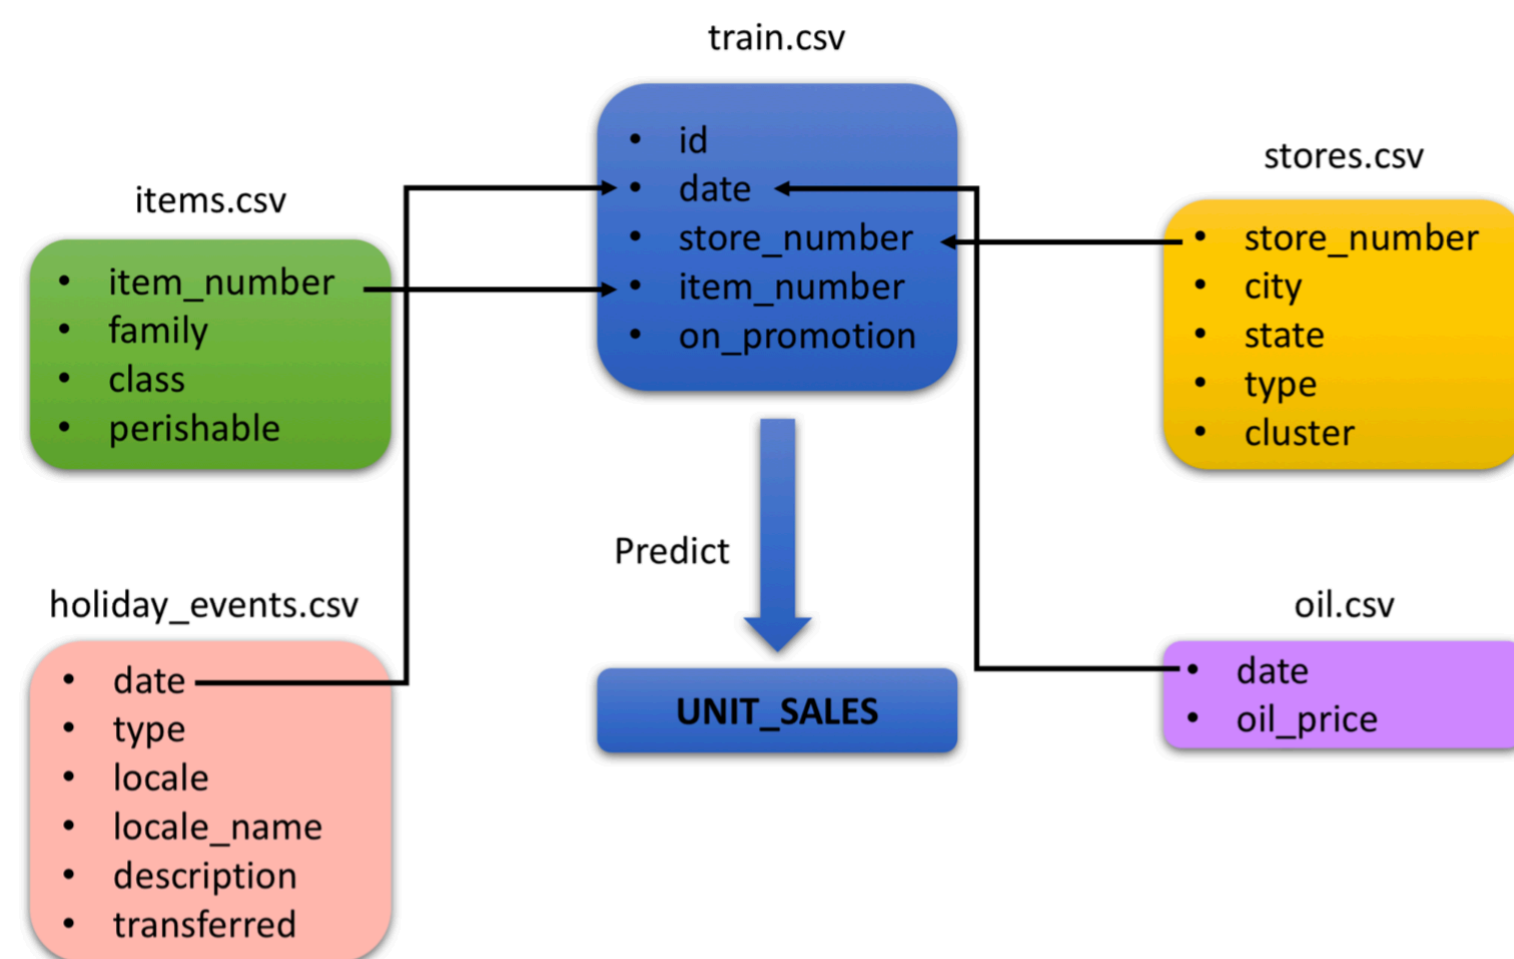 train.csv
• id
• date
• store_number
• item_number
• on_promotion
items.csv
• item_number
• family
• class
• perishable
stores.csv
• store_number
• city
• state
• type
• cluster
Predict
UNIT_SALES
holiday_events.csv
• date
• type
• locale
• locale_name
• description
• transferred
oil.csv
• date
• oil_price